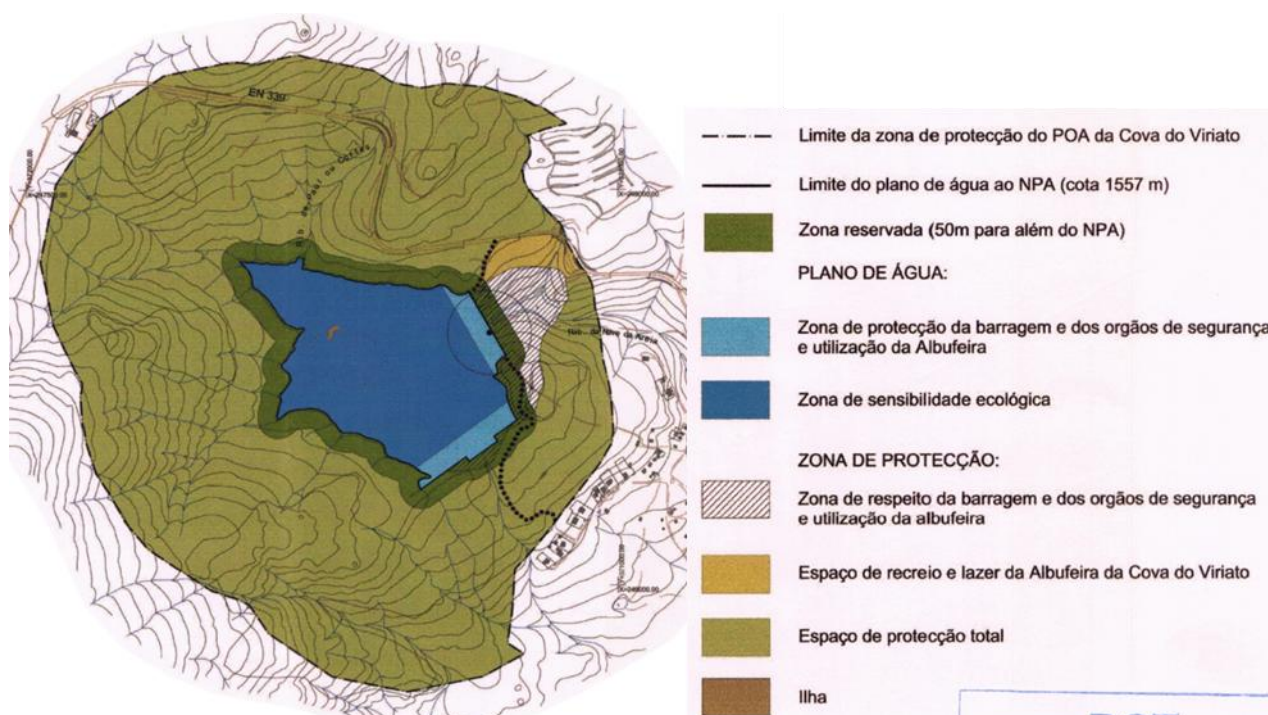 EN 339
Limite da zona de protecção do POA da Cova do Viriato
Limite do plano de água ao NPA (cota 1557 m)
Zona reservada (50m para além do NPA)
PLANO DE ÁGUA:
Zona de protecção da barragem e dos orgãos de segurança
e utilização da Albufeira
Zona de sensibilidade ecológica
ZONA DE PROTECÇÃO:
Zona de respeito da barragem e dos orgãos de segurança
e utilização da albufeira
Espaço de recreio e lazer da Albufeira da Cova do Viriato
Espaço de protecção total
Ilha